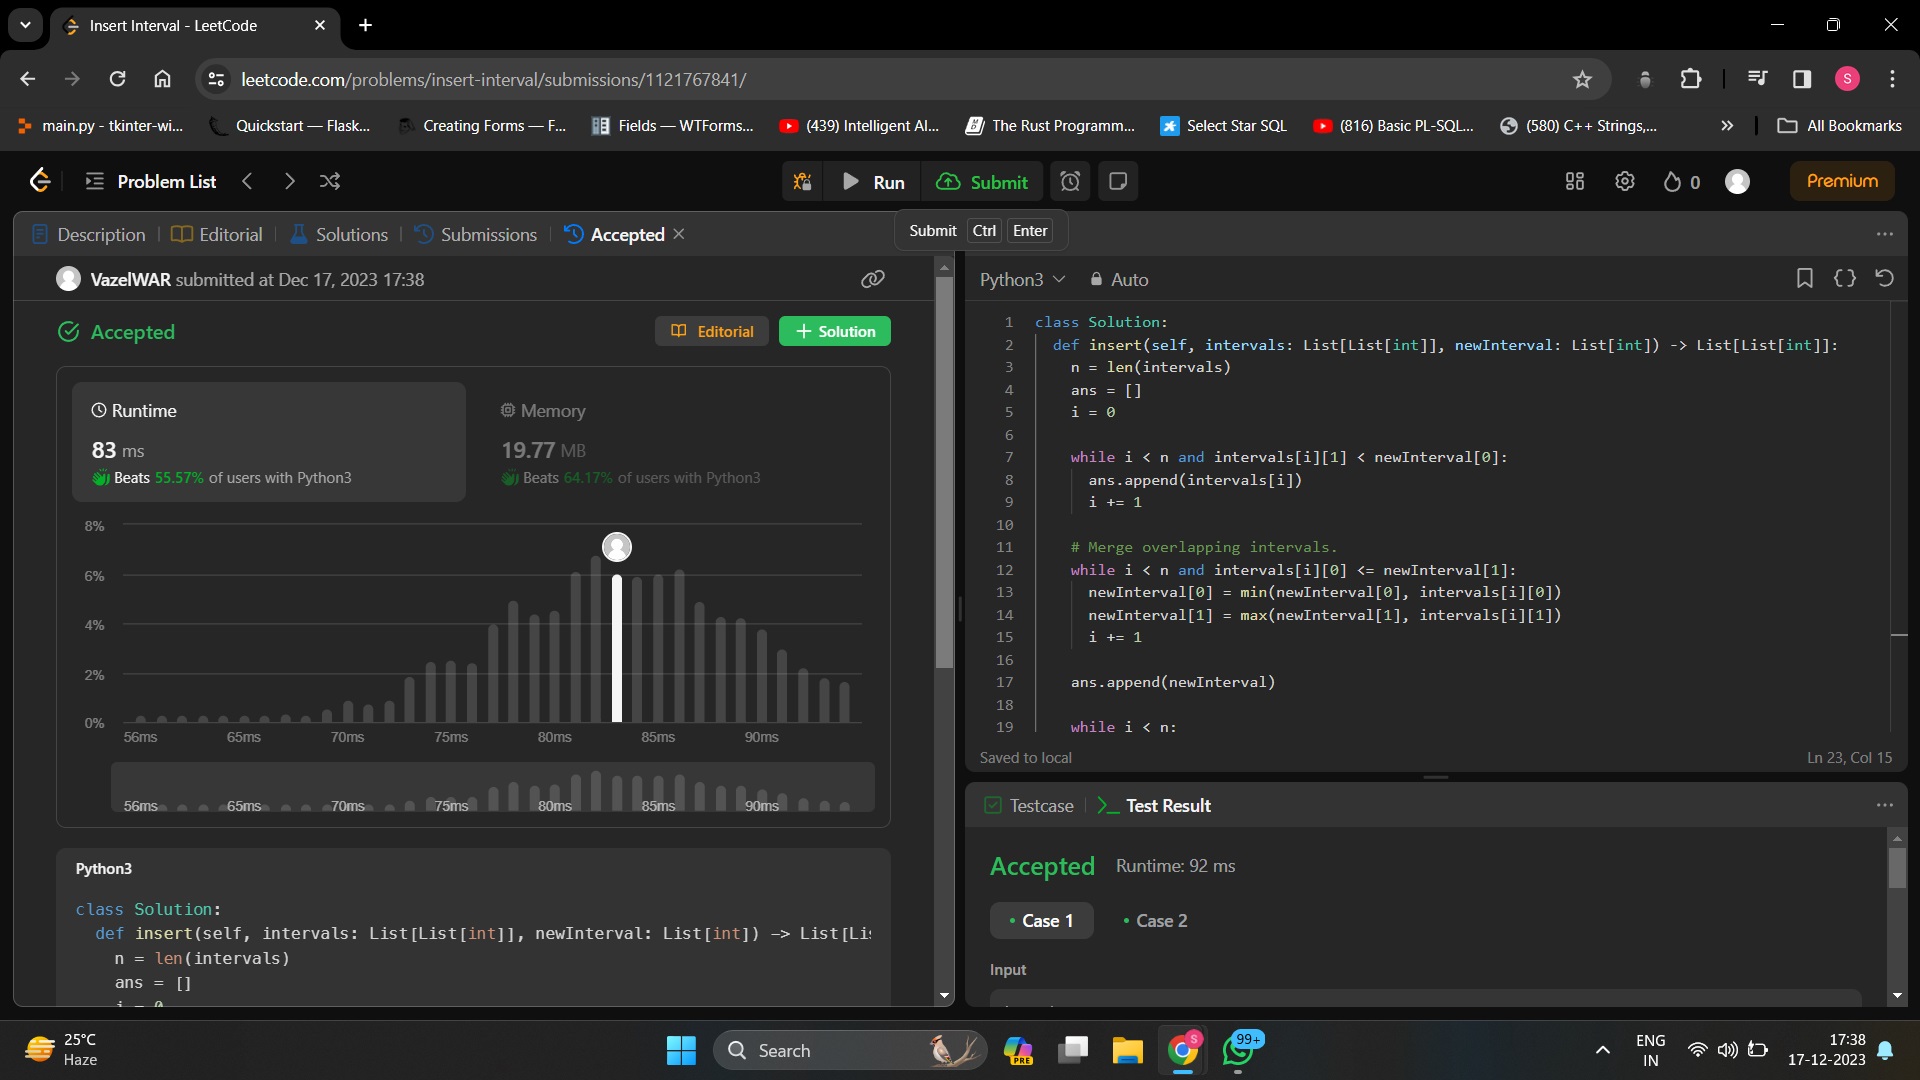 Insert Interval - LeetCode
leetcode.com/problems/insert-interval/submissions/1121767841/
S
main.py - tkinter-wi...
Quickstart — Flask...
Creating Forms — F...
Fields — WTForms...
(439) Intelligent AI...
The Rust Programm...
Select Star SQL
(816) Basic PL-SQL...
(580) C++ Strings,...
All Bookmarks
Problem List
Run
Submit
0
Premium
Description
Editorial
Solutions
Submissions
Accepted
Submit Ctrl Enter
VazelWAR submitted at Dec 17, 2023 17:38
Accepted
Editorial
Solution
Runtime
83 ms
Beats 55.57% of users with Python3
Memory
19.77 MB
Beats 64.17% of users with Python3
8%
6%
4%
2%
0%
56ms 65ms 70ms 75ms 80ms 85ms 90ms
56ms 65ms 70ms 75ms 80ms 85ms 90ms
Python3
class Solution:
def insert(self, intervals: List[List[int]], newInterval: List[int]) -> List[Lis
n = len(intervals)
ans = []
i = 0
Python3
Auto
1 class Solution:
2 def insert(self, intervals: List[List[int]], newInterval: List[int]) -> List[List[int]]:
3 n = len(intervals)
4 ans = []
5 i = 0
6
7 while i < n and intervals[i][1] < newInterval[0]:
8 ans.append(intervals[i])
9 i += 1
10
11 # Merge overlapping intervals.
12 while i < n and intervals[i][0] <= newInterval[1]:
13 newInterval[0] = min(newInterval[0], intervals[i][0])
14 newInterval[1] = max(newInterval[1], intervals[i][1])
15 i += 1
16
17 ans.append(newInterval)
18
19 while i < n:
Saved to local
Ln 23, Col 15
Testcase
Test Result
Accepted Runtime: 92 ms
Case 1
Case 2
Input
25°C
Haze
Search
PRE
S
99+
ENG
IN
17:38
17-12-2023